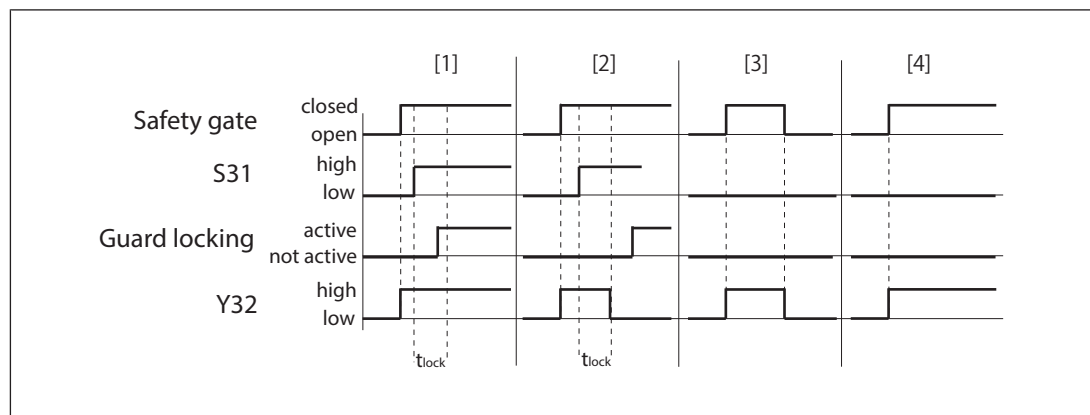 [1] [2] [3] [4]
Safety gate
closed
open
S31
high
low
Guard locking
active
not active
Y32
high
low
tlock tlock